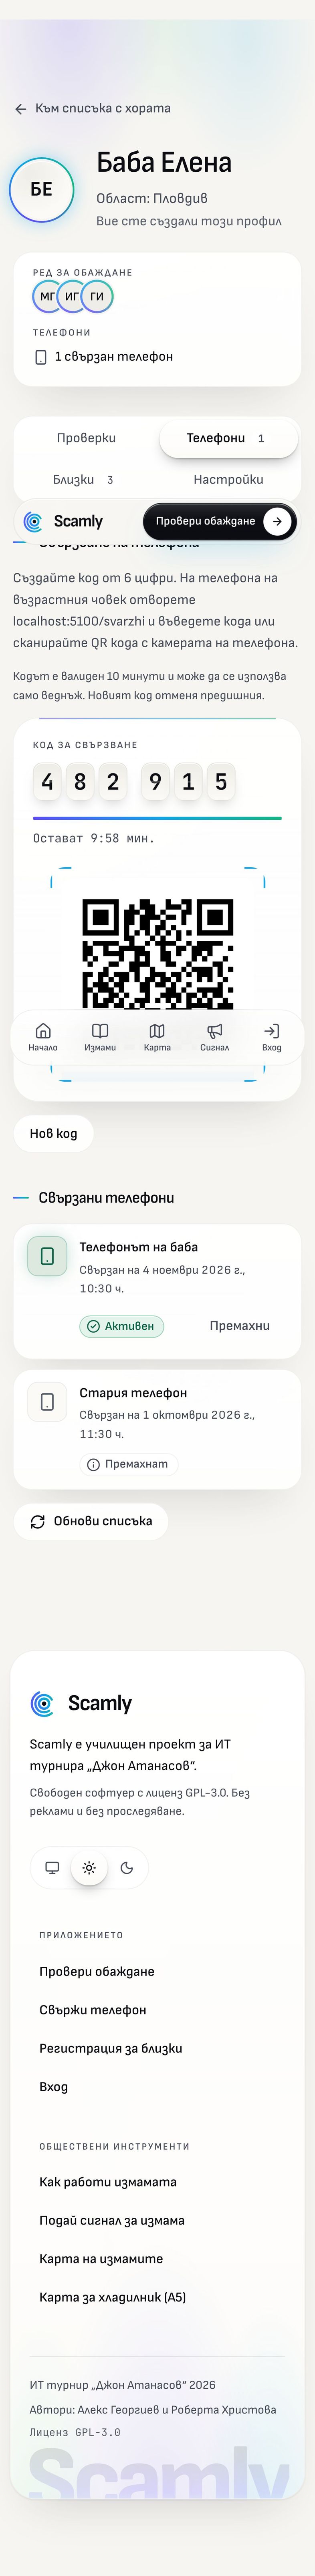 Към списъка с хората
БЕ
Баба Елена
Област: Пловдив
Вие сте създали този профил
РЕД ЗА ОБАЖДАНЕ
МГ ИГ ГИ
ТЕЛЕФОНИ
1 свързан телефон
Проверки
Телефони 1
Близки 3
Настройки
Scamly
Провери обаждане
Създайте код от 6 цифри. На телефона на
възрастния човек отворете
localhost:5100/svarzhi и въведете кода или
сканирайте QR кода с камерата на телефона.
Кодът е валиден 10 минути и може да се използва
само веднъж. Новият код отменя предишния.
КОД ЗА СВЪРЗВАНЕ
4 8 2 9 1 5
Остават 9:58 мин.
Начало
Измами
Карта
Сигнал
Вход
Нов код
Свързани телефони
Телефонът на баба
Свързан на 4 ноември 2026 г.,
10:30 ч.
Активен
Премахни
Стария телефон
Свързан на 1 октомври 2026 г.,
11:30 ч.
Премахнат
Обнови списъка
Scamly
Scamly е училищен проект за ИТ
турнира „Джон Атанасов“.
Свободен софтуер с лиценз GPL-3.0. Без
реклами и без проследяване.
ПРИЛОЖЕНИЕТО
Провери обаждане
Свържи телефон
Регистрация за близки
Вход
ОБЩЕСТВЕНИ ИНСТРУМЕНТИ
Как работи измамата
Подай сигнал за измама
Карта на измамите
Карта за хладилник (А5)
ИТ турнир „Джон Атанасов“ 2026
Автори: Алекс Георгиев и Роберта Христова
Лиценз GPL-3.0
Scamly